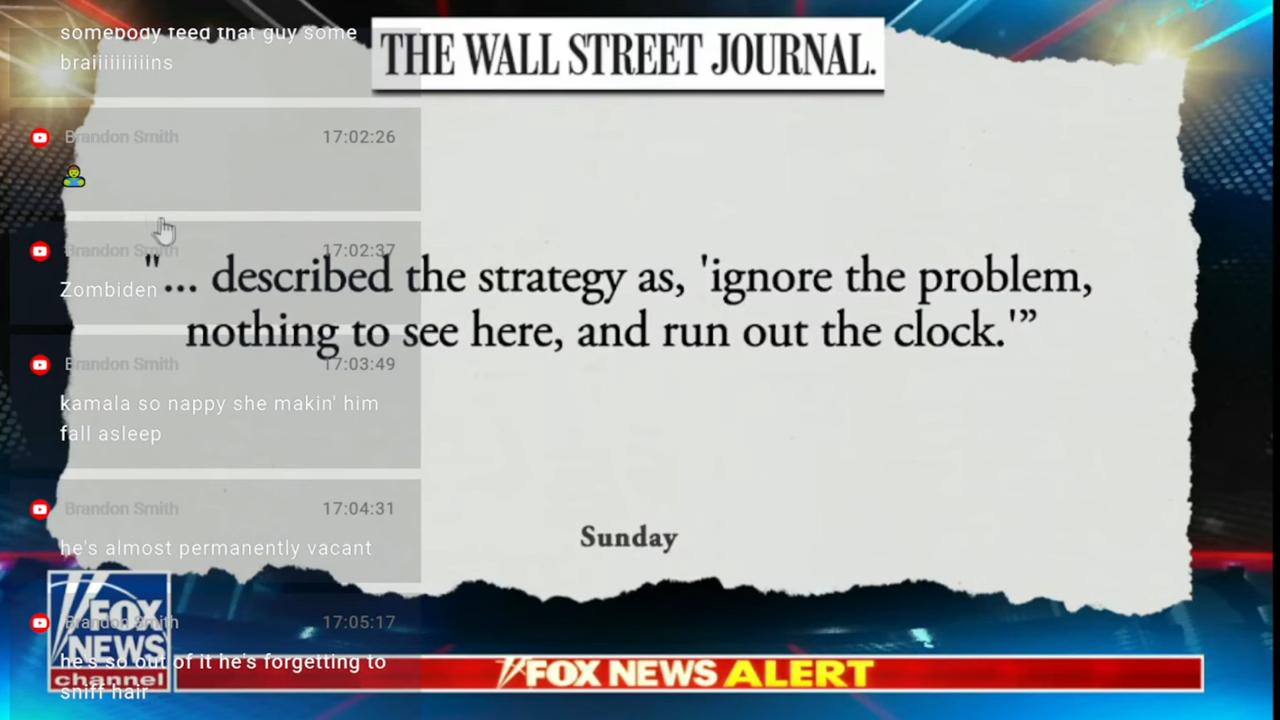 somebody feed that guy some
braiiiiiiiiiins
THE WALL STREET JOURNAL.
Brandon Smith 17:02:26
Brandon Smith 17:02:37
Zombiden
"... described the strategy as, 'ignore the problem,
nothing to see here, and run out the clock.'”
Brandon Smith 17:03:49
kamala so nappy she makin' him
fall asleep
Brandon Smith 17:04:31
he's almost permanently vacant
Sunday
Brandon Smith 17:05:17
he's so out of it he's forgetting to
sniff hair
FOX
NEWS
channel
FOX NEWS ALERT